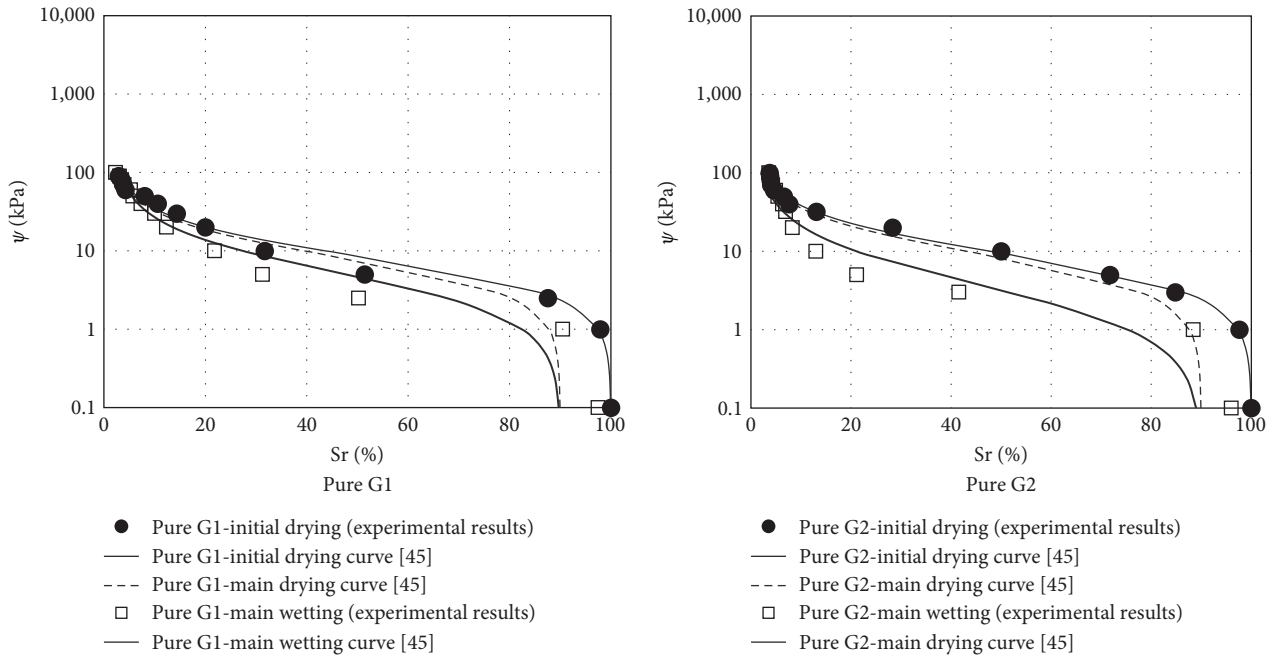 10,000
1,000
100
10
1
0.1
ψ (kPa)
0 20 40 60 80 100
Sr (%)
Pure G1
Pure G1-initial drying (experimental results)
Pure G1-initial drying curve [45]
Pure G1-main drying curve [45]
Pure G1-main wetting (experimental results)
Pure G1-main wetting curve [45]
10,000
1,000
100
10
1
0.1
ψ (kPa)
0 20 40 60 80 100
Sr (%)
Pure G2
Pure G2-initial drying (experimental results)
Pure G2-initial drying curve [45]
Pure G2-main drying curve [45]
Pure G2-main wetting (experimental results)
Pure G2-main drying curve [45]